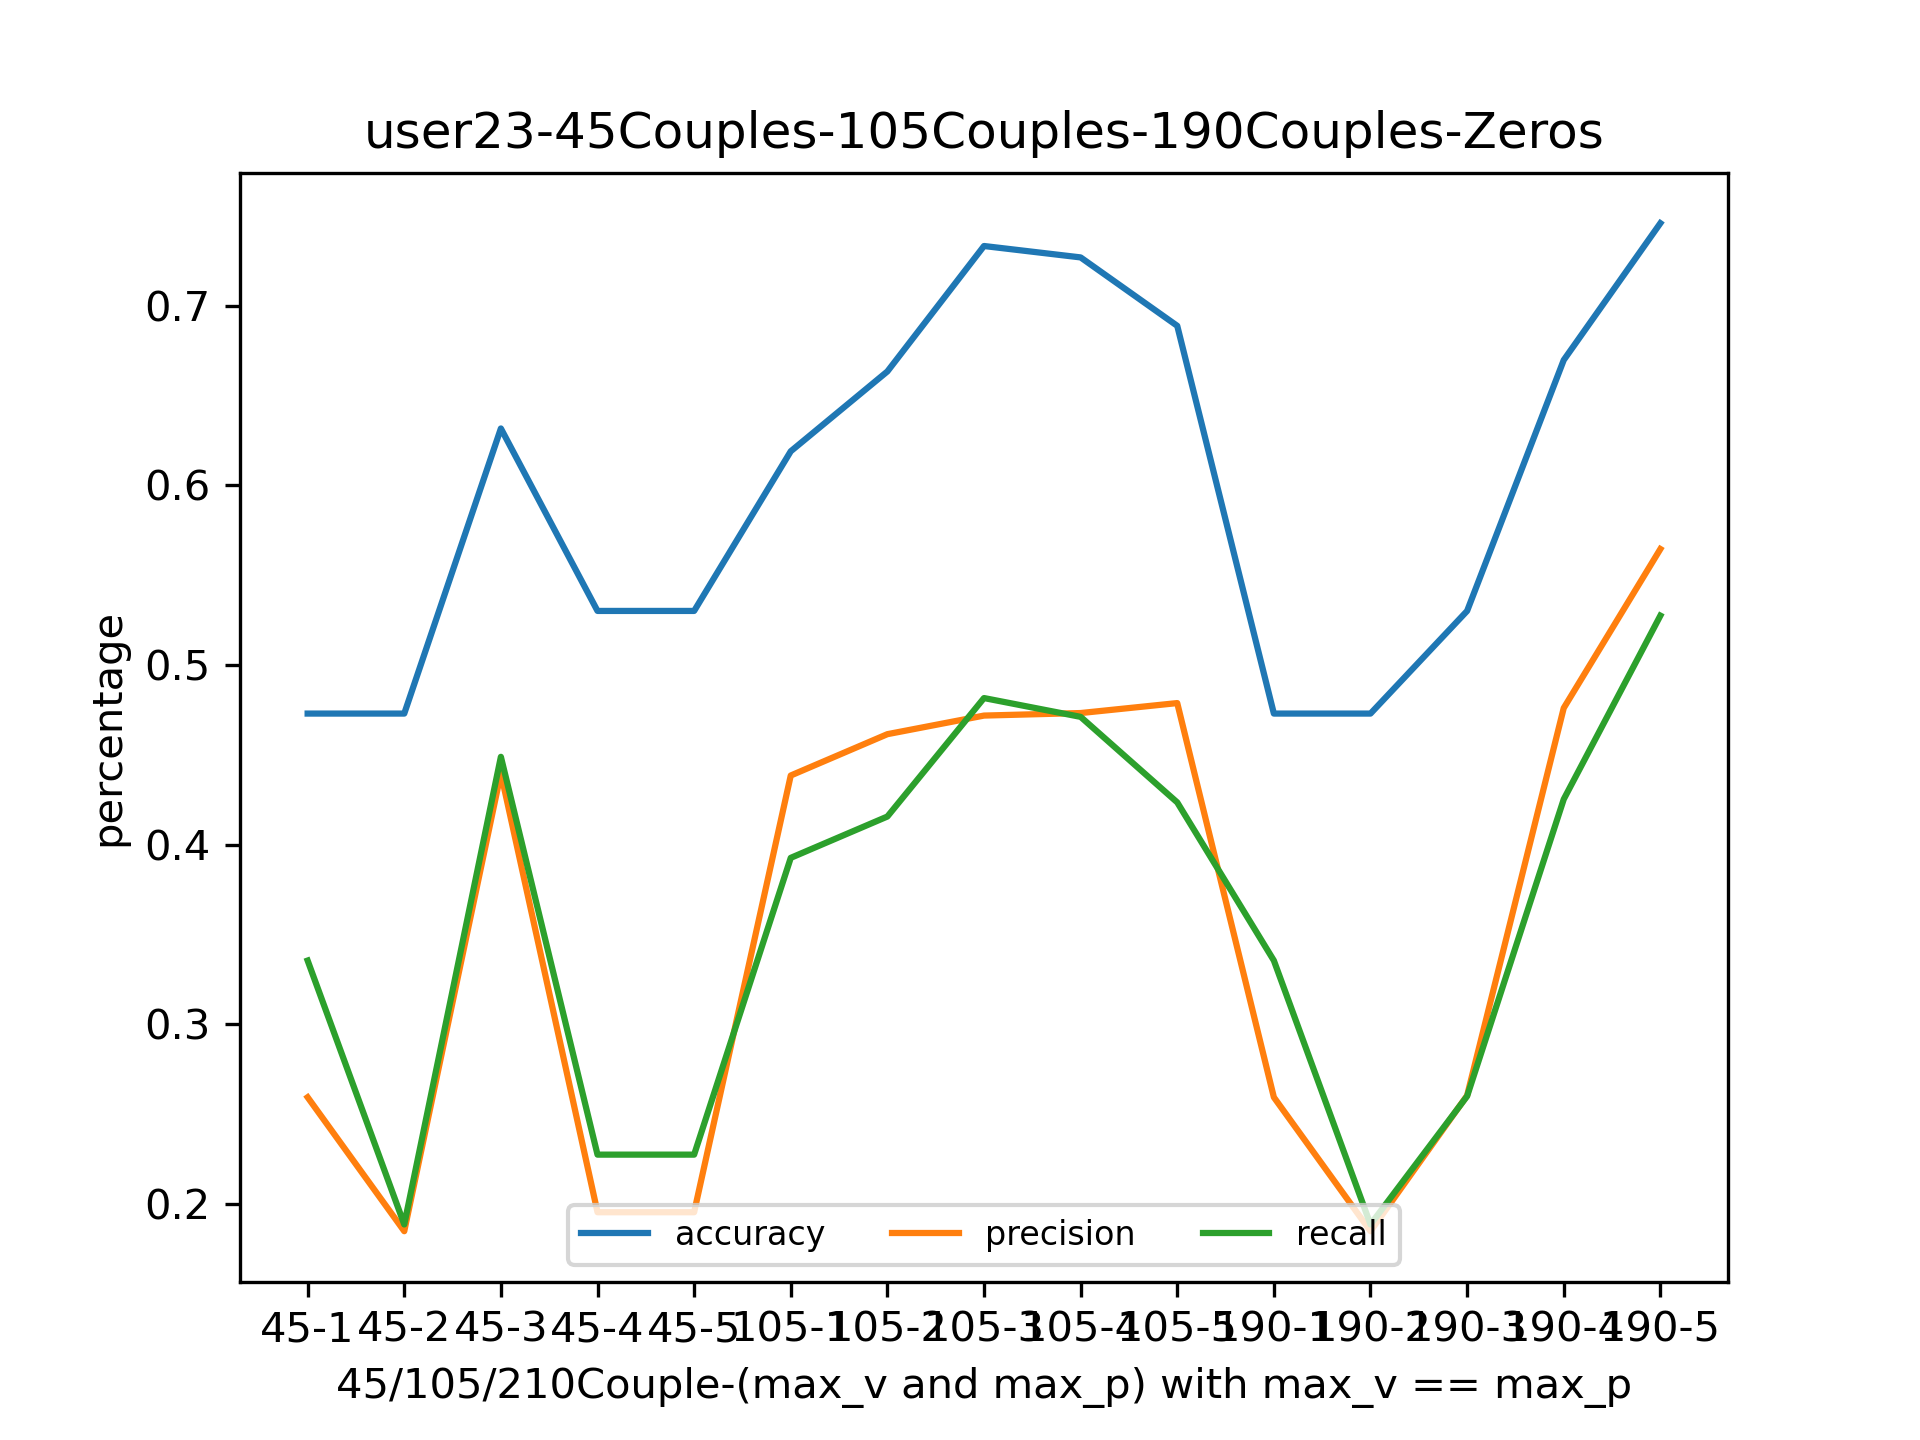 user23-45Couples-105Couples-190Couples-Zeros
percentage
0.7
0.6
0.5
0.4
0.3
0.2
accuracy precision recall
45-1 45-2 45-3 45-4 45-5 105-1 105-2 105-3 105-4 105-5 190-1 190-2 190-3 190-4 190-5
45/105/210Couple-(max_v and max_p) with max_v == max_p